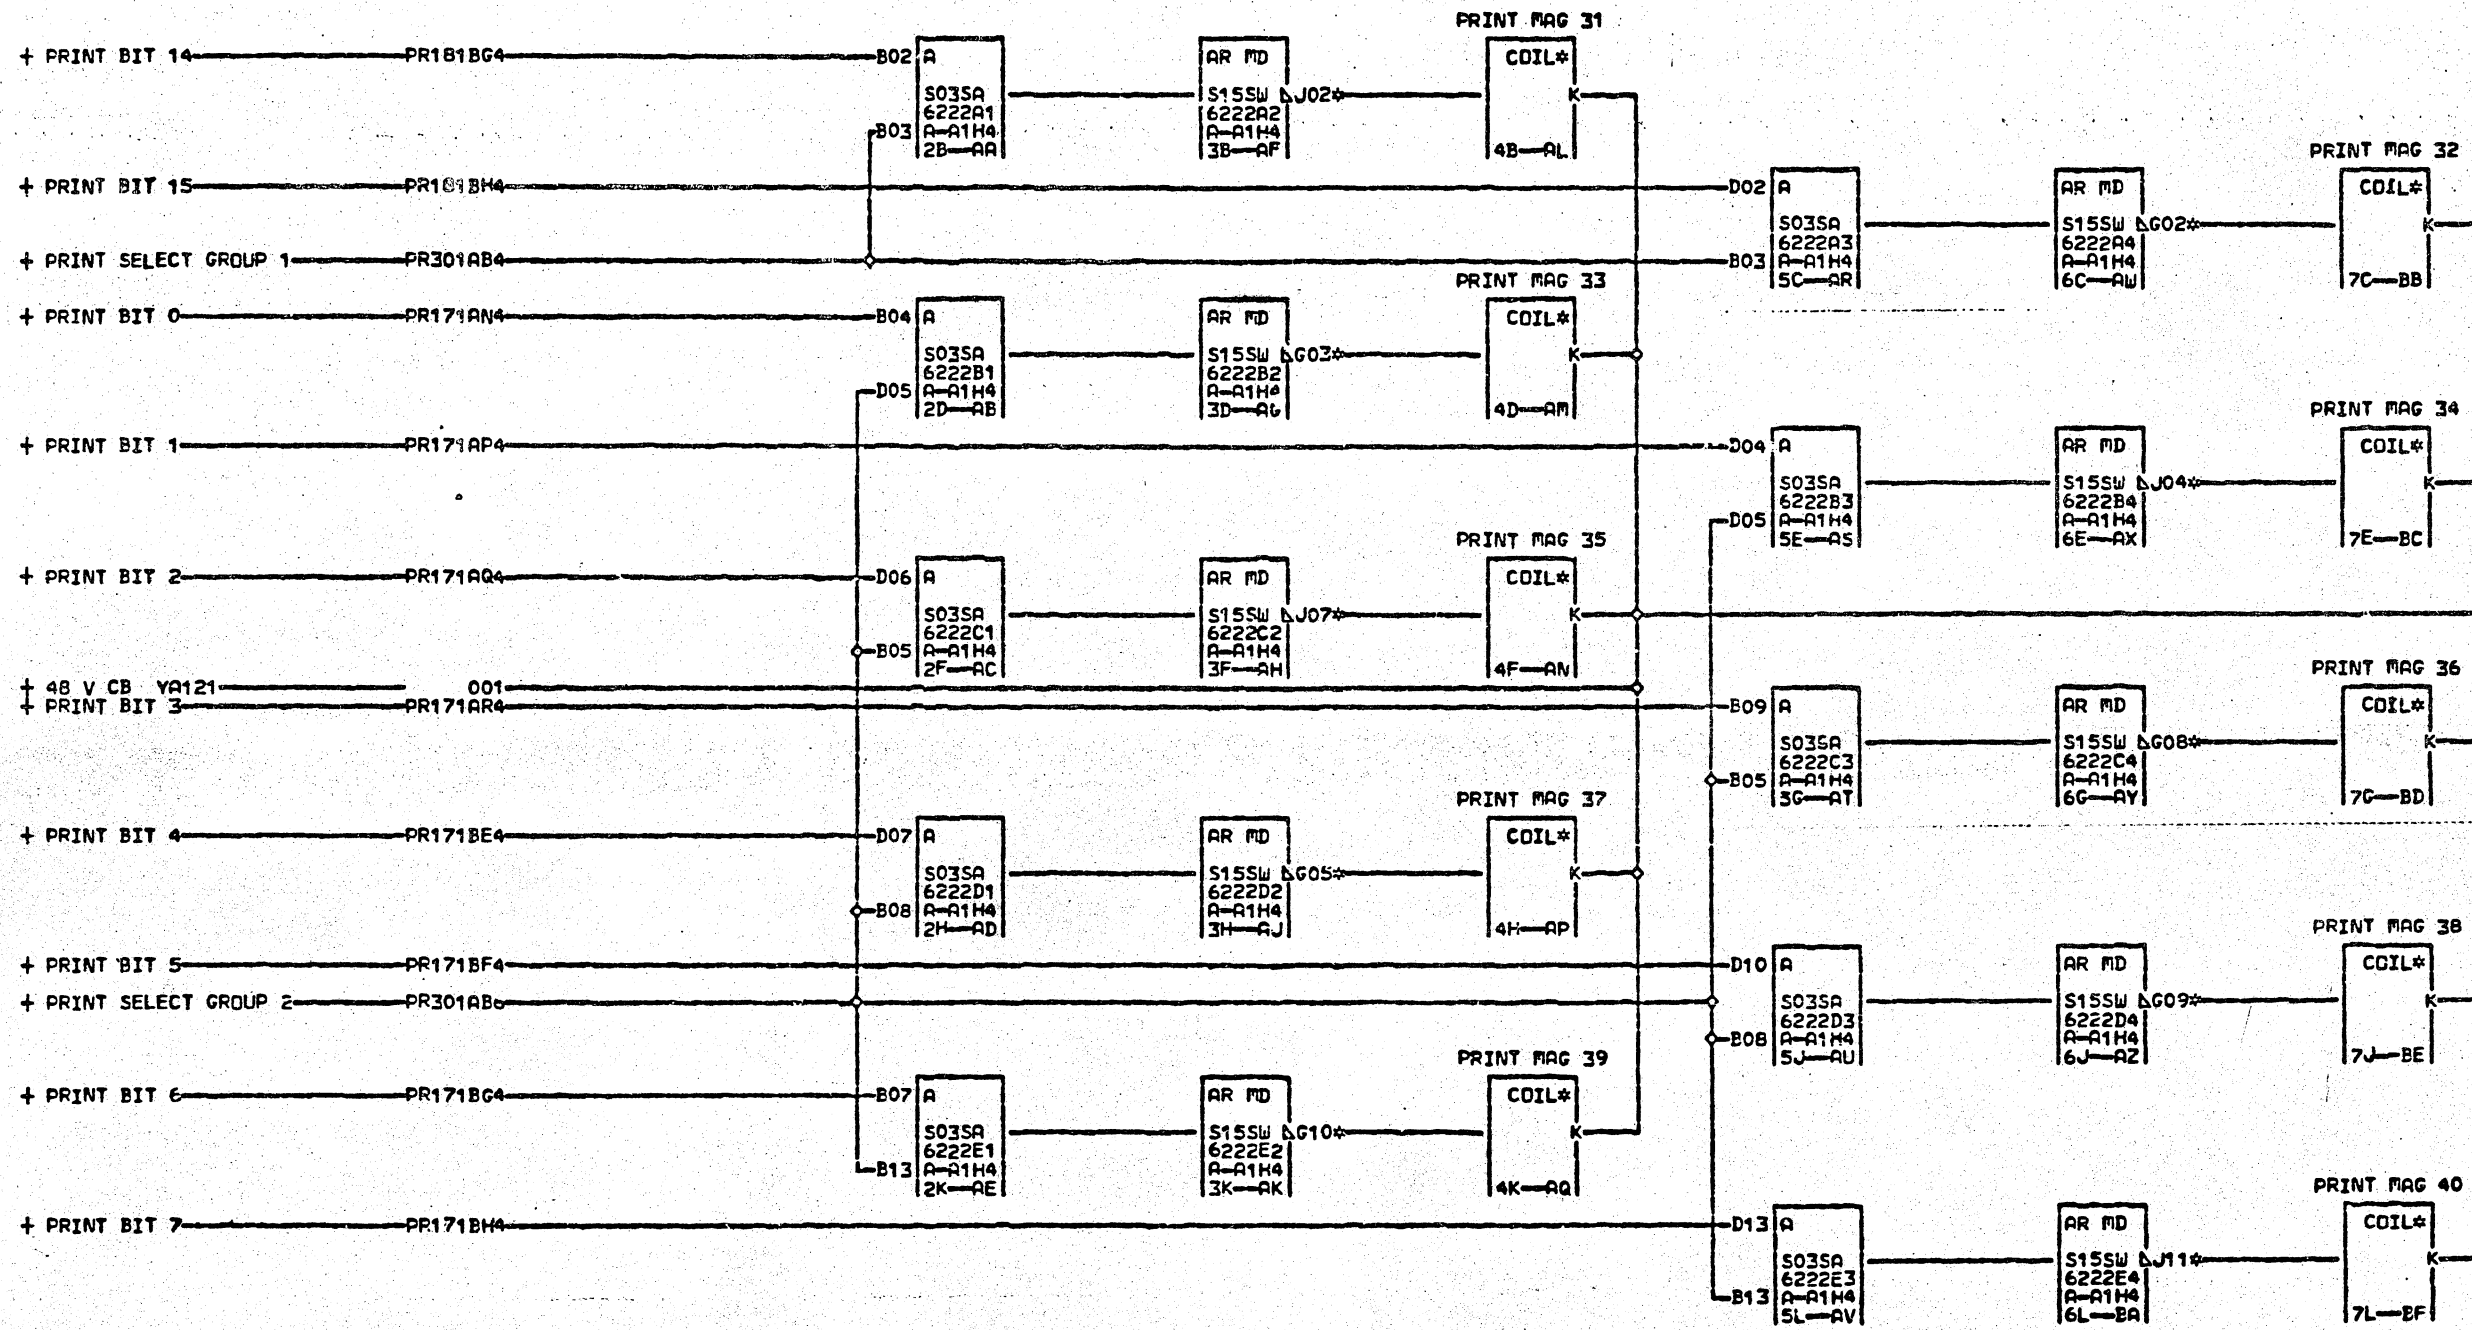 PRINT MAG 31
+ PRINT BIT 14 PR181BG4 B02 A AR MD COIL*
S03SA S15SW J02* K
6222A1 6222A2
B03 A-A1H4 A-A1H4
2B-AA 3B-AF 4B-AL
PRINT MAG 32
+ PRINT BIT 15 PR181BH4 D02 A AR MD COIL*
S03SA S15SW G02* K
6222A3 6222A4
+ PRINT SELECT GROUP 1 PR301AB4 B03 A-A1H4 A-A1H4
5C-AR 6C-AW 7C-BB
PRINT MAG 33
+ PRINT BIT 0 PR171AN4 B04 A AR MD COIL*
S03SA S15SW G03* K
6222B1 6222B2
D05 A-A1H4 A-A1H4
2D-AB 3D-AG 4D-AM
PRINT MAG 34
+ PRINT BIT 1 PR171AP4 D04 A AR MD COIL*
S03SA S15SW J04* K
6222B3 6222B4
D05 A-A1H4 A-A1H4
5E-AS 6E-AX 7E-BC
PRINT MAG 35
+ PRINT BIT 2 PR171AQ4 D06 A AR MD COIL*
S03SA S15SW J07* K
6222C1 6222C2
B05 A-A1H4 A-A1H4
2F-AC 3F-AH 4F-AN
PRINT MAG 36
+ 48 V CB YA121 001
+ PRINT BIT 3 PR171AR4 B09 A AR MD COIL*
S03SA S15SW G08* K
6222C3 6222C4
B05 A-A1H4 A-A1H4
3G-AT 6G-AY 7G-BD
PRINT MAG 37
+ PRINT BIT 4 PR171BE4 D07 A AR MD COIL*
S03SA S15SW G05* K
6222D1 6222D2
B08 A-A1H4 A-A1H4
2H-AD 3H-AJ 4H-AP
PRINT MAG 38
+ PRINT BIT 5 PR171BF4 D10 A AR MD COIL*
+ PRINT SELECT GROUP 2 PR301AB6 S03SA S15SW G09* K
6222D3 6222D4
B08 A-A1H4 A-A1H4
5J-AU 6J-AZ 7J-BE
PRINT MAG 39
+ PRINT BIT 6 PR171BG4 B07 A AR MD COIL*
S03SA S15SW G10* K
6222E1 6222E2
B13 A-A1H4 A-A1H4
2K-AE 3K-AK 4K-AQ
PRINT MAG 40
+ PRINT BIT 7 PR171BH4 D13 A AR MD COIL*
S03SA S15SW J11* K
6222E3 6222E4
B13 A-A1H4 A-A1H4
5L-AV 6L-BA 7L-BF